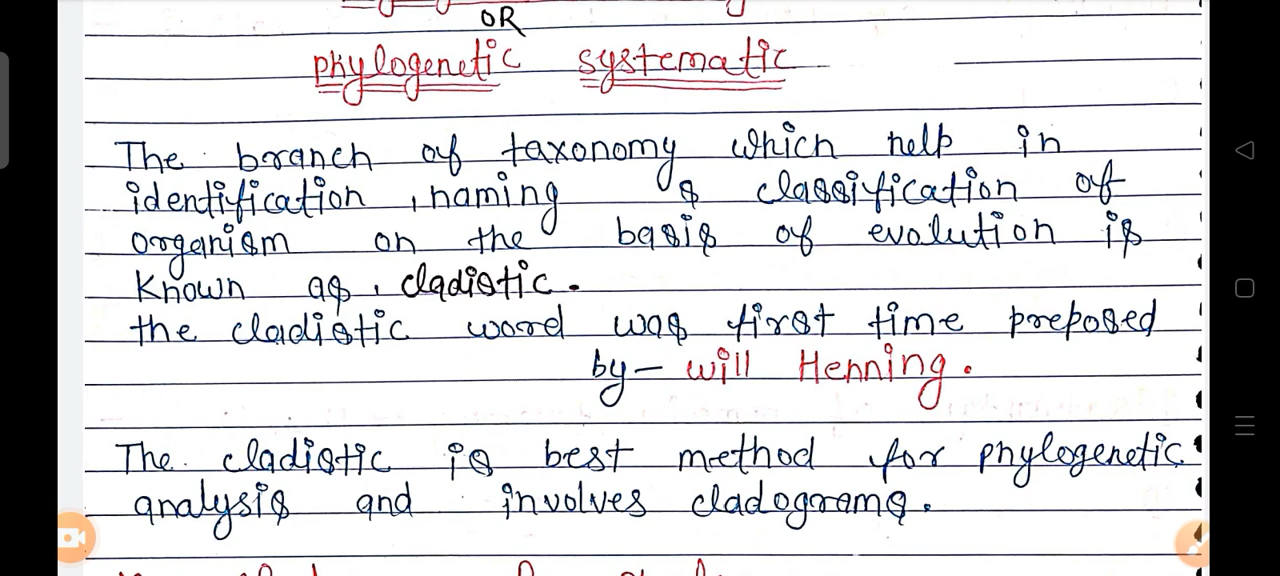 OR
phylogenetic systematic
The branch of taxonomy which help in
identification, naming & classification of
organism on the basis of evolution is
Known as, cladistic.
the cladistic word was first time preposed
by - will Henning.
The cladistic is best method for phylogenetic
analysis and involves cladograms.